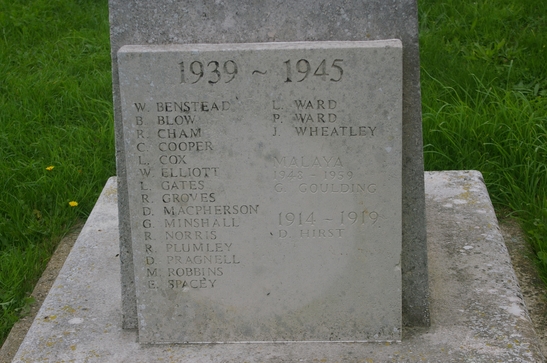 1939 ~ 1945
W. BENSTEAD
B BLOW
R. CHAM
C COOPER
L. COX
W ELLIOTT
L. GATES
R. GROVES
D. MACPHERSON
G. MINSHALL
R. NORRIS
R. PLUMLEY
D. PRAGNELL
M. ROBBINS
C. SPACEY
L. WARD
P. WARD
J. WHEATLEY
MALAYA
1948 - 1959
G. GOULDING
1914 - 1919
D. HIRST